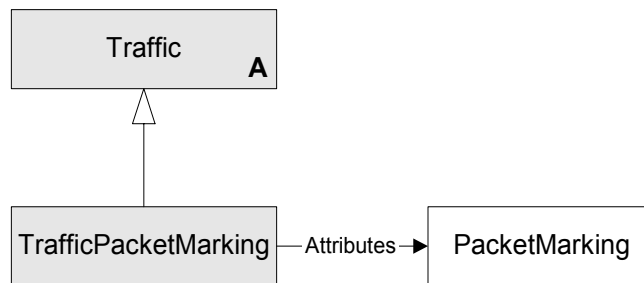 Traffic
A
TrafficPacketMarking
Attributes
PacketMarking